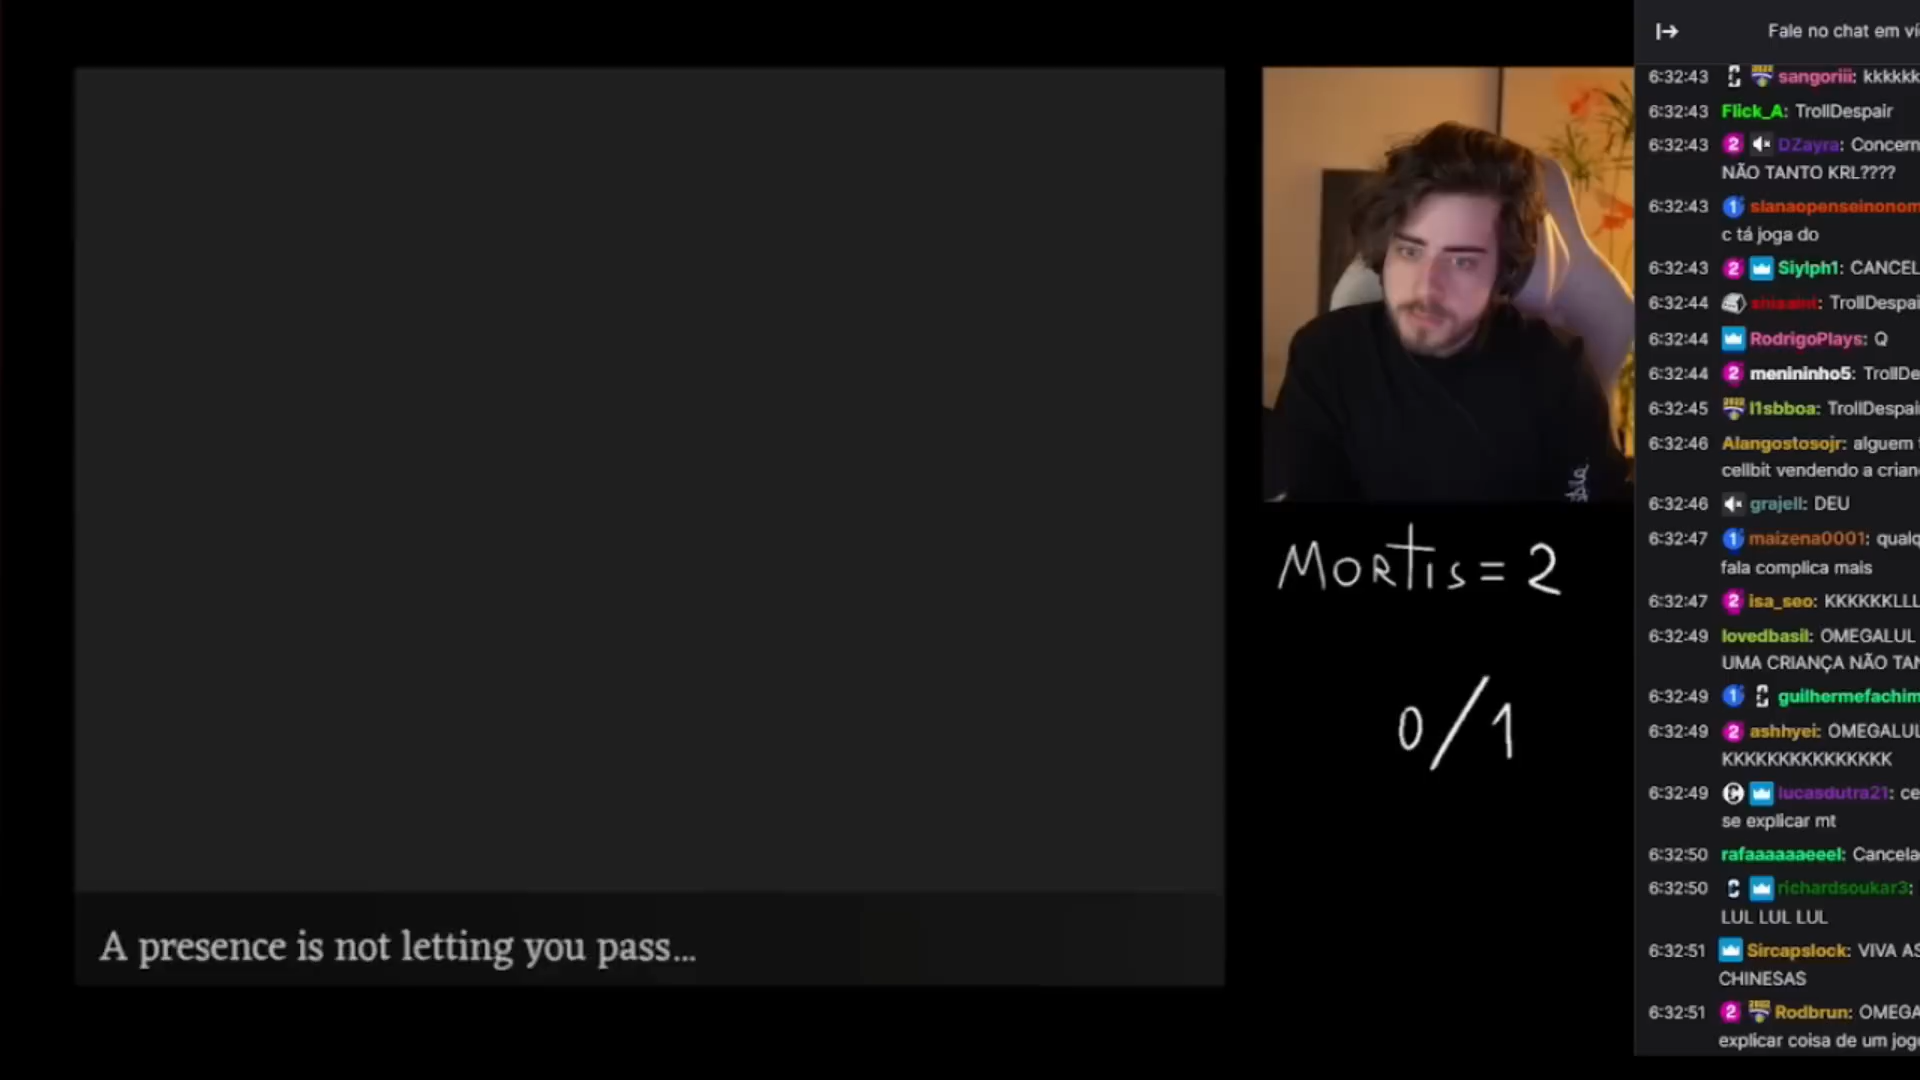 Fale no chat em ví
6:32:43 sangoriii: kkkkkk
6:32:43 Flick_A: TrollDespair
6:32:43 2 DZayra: Concern
NÃO TANTO KRL????
6:32:43 1 slanaopenseinonom
c tá joga do
6:32:43 2 Siylph1: CANCEL
6:32:44 shisaint: TrollDespai
6:32:44 RodrigoPlays: Q
6:32:44 2 menininho5: TrollDe
6:32:45 l1sbboa: TrollDespai
6:32:46 Alangostosojr: alguem
cellbit vendendo a crian
6:32:46 grajell: DEU
6:32:47 1 maizena0001: qualq
fala complica mais
6:32:47 2 isa_seo: KKKKKKLLL
6:32:49 lovedbasil: OMEGALUL
UMA CRIANÇA NÃO TAN
6:32:49 1 guilhermefachim
6:32:49 2 ashhyei: OMEGALUL
KKKKKKKKKKKKKKK
6:32:49 lucasdutra21: ce
se explicar mt
6:32:50 rafaaaaaaeeel: Cancela
6:32:50 richardsoukar3:
LUL LUL LUL
6:32:51 Sircapslock: VIVA AS
CHINESAS
6:32:51 2 Rodbrun: OMEGA
explicar coisa de um jog
MORTIS = 2
0/1
A presence is not letting you pass...